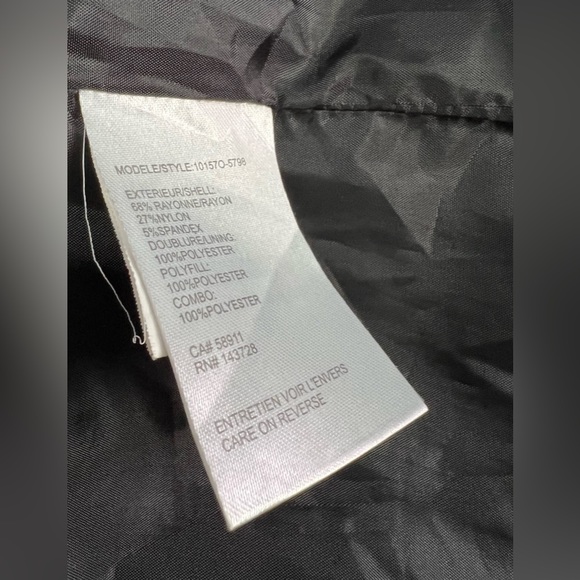 MODELE/STYLE:10157O-5796
EXTERIEUR/SHELL:
68% RAYONNE/RAYON
27%NYLON
5%SPANDEX
DOUBLURE/LINING:
100%POLYESTER
POLYFILL:
100%POLYESTER
COMBO:
100%POLYESTER
CA# 58911
RN# 143728
ENTRETIEN VOIR L'ENVERS
CARE ON REVERSE